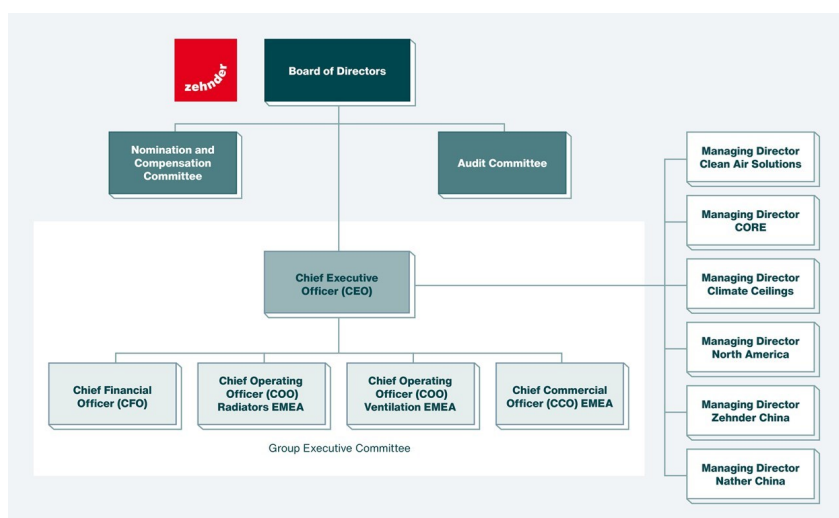 zehnder
Board of Directors
Nomination and
Compensation
Committee
Audit Committee
Managing Director
Clean Air Solutions
Managing Director
CORE
Chief Executive
Officer (CEO)
Managing Director
Climate Ceilings
Managing Director
North America
Chief Financial
Officer (CFO)
Chief Operating
Officer (COO)
Radiators EMEA
Chief Operating
Officer (COO)
Ventilation EMEA
Chief Commercial
Officer (CCO) EMEA
Managing Director
Zehnder China
Group Executive Committee
Managing Director
Nather China